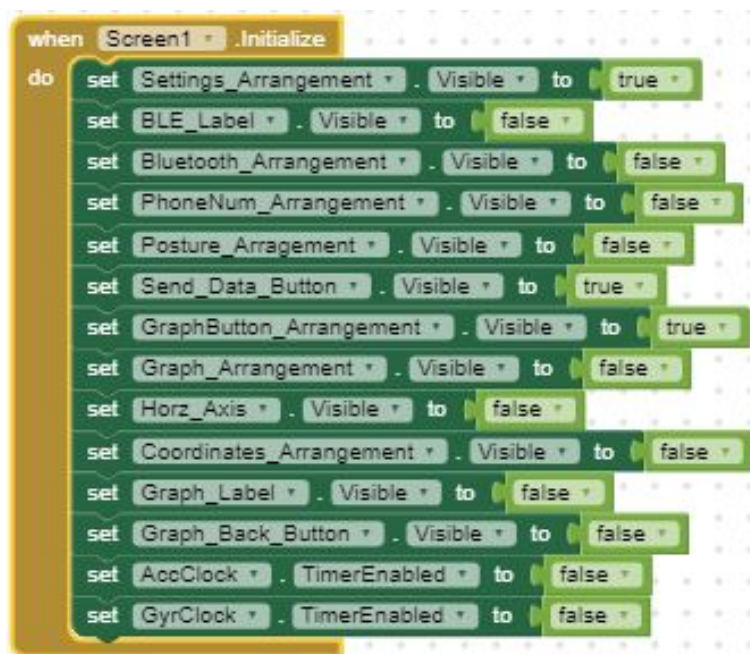 when Screen1 .Initialize
do set Settings_Arrangement . Visible to true
set BLE_Label . Visible to false
set Bluetooth_Arrangement . Visible to false
set PhoneNum_Arrangement . Visible to false
set Posture_Arragement . Visible to false
set Send_Data_Button . Visible to true
set GraphButton_Arrangement . Visible to true
set Graph_Arrangement . Visible to false
set Horz_Axis . Visible to false
set Coordinates_Arrangement . Visible to false
set Graph_Label . Visible to false
set Graph_Back_Button . Visible to false
set AccClock . TimerEnabled to false
set GyrClock . TimerEnabled to false